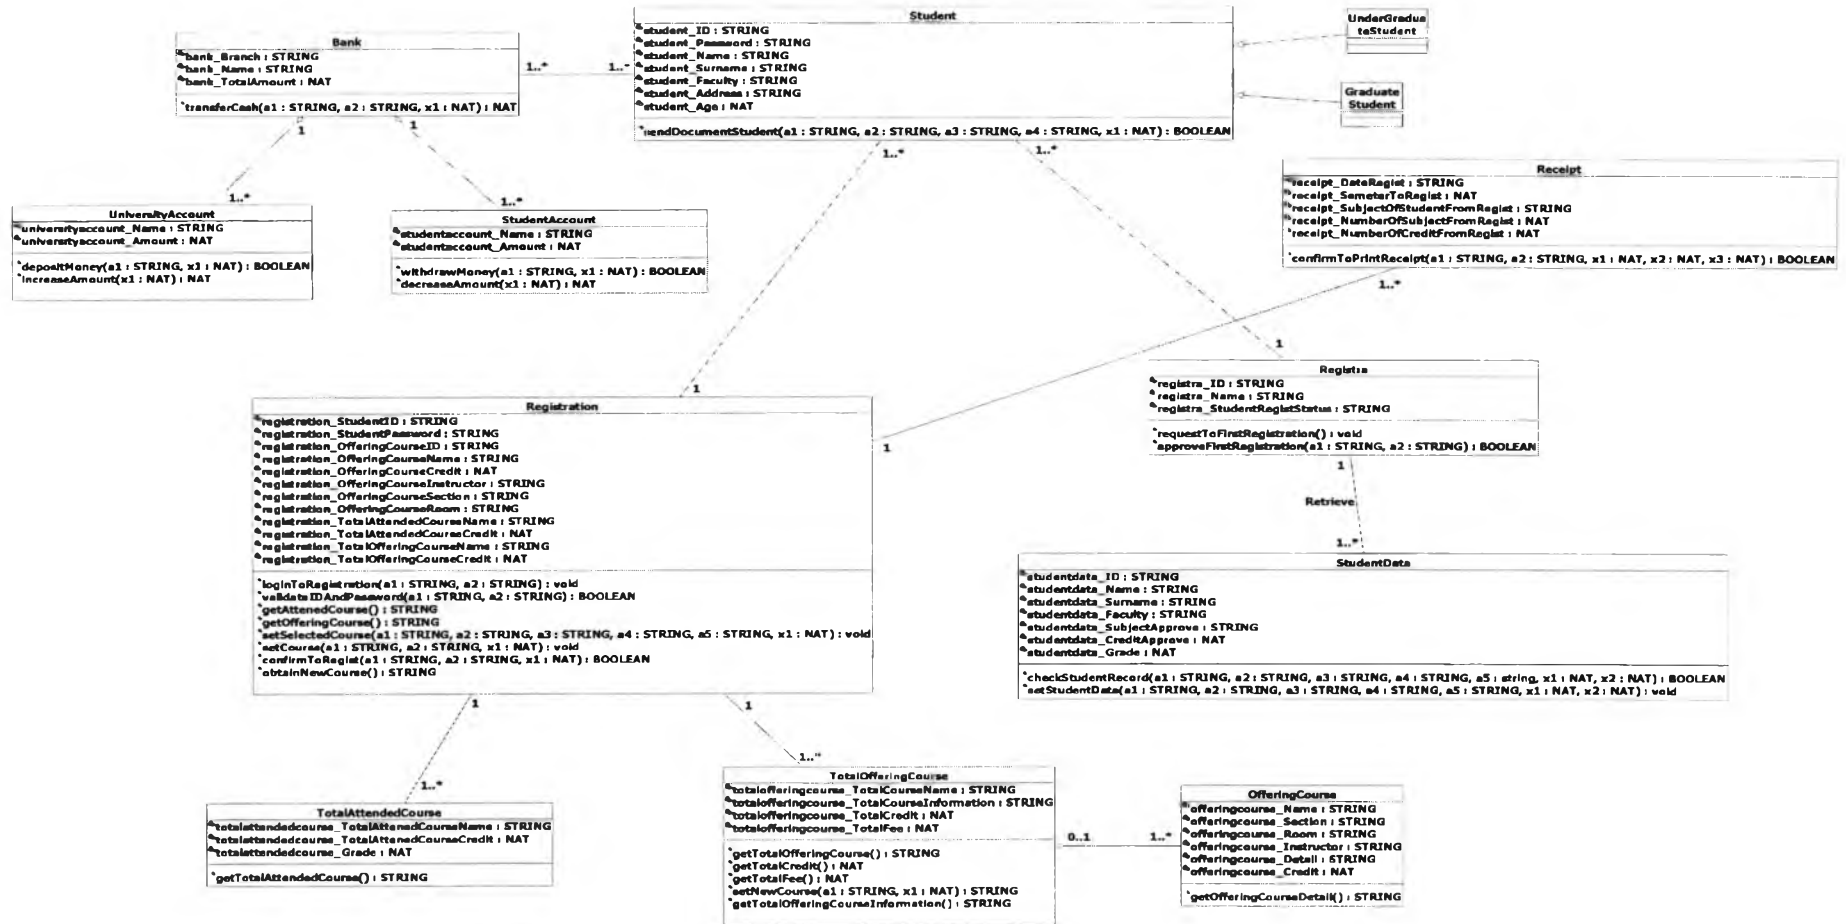 Bank
bank_Branch : STRING
bank_Name : STRING
bank_TotalAmount : NAT
transferCash(a1 : STRING, a2 : STRING, x1 : NAT) : NAT
1..*
1..*
Student
student_ID : STRING
student_Password : STRING
student_Name : STRING
student_Surname : STRING
student_Faculty : STRING
student_Address : STRING
student_Age : NAT
sendDocumentStudent(a1 : STRING, a2 : STRING, a3 : STRING, a4 : STRING, x1 : NAT) : BOOLEAN
UnderGradua
teStudent
Graduate
Student
1
1
1..*
1..*
1..*
1..*
UniversityAccount
universityaccount_Name : STRING
universityaccount_Amount : NAT
depositMoney(a1 : STRING, x1 : NAT) : BOOLEAN
increaseAmount(x1 : NAT) : NAT
StudentAccount
studentaccount_Name : STRING
studentaccount_Amount : NAT
withdrawMoney(a1 : STRING, x1 : NAT) : BOOLEAN
decreaseAmount(x1 : NAT) : NAT
Receipt
receipt_DateRegist : STRING
receipt_SemeterToRegist : NAT
receipt_SubjectOfStudentFromRegist : STRING
receipt_NumberOfSubjectFromRegist : NAT
receipt_NumberOfCreditFromRegist : NAT
confirmToPrintReceipt(a1 : STRING, a2 : STRING, x1 : NAT, x2 : NAT, x3 : NAT) : BOOLEAN
1..*
1
1
1
Registra
registra_ID : STRING
registra_Name : STRING
registra_StudentRegistStatus : STRING
requestToFirstRegistration() : void
approveFirstRegistration(a1 : STRING, a2 : STRING) : BOOLEAN
1
Retrieve
1..*
Registration
registration_StudentID : STRING
registration_StudentPassword : STRING
registration_OfferingCourseID : STRING
registration_OfferingCourseName : STRING
registration_OfferingCourseCredit : NAT
registration_OfferingCourseInstructor : STRING
registration_OfferingCourseSection : STRING
registration_OfferingCourseRoom : STRING
registration_TotalAttendedCourseName : STRING
registration_TotalAttendedCourseCredit : NAT
registration_TotalOfferingCourseName : STRING
registration_TotalOfferingCourseCredit : NAT
loginToRegistration(a1 : STRING, a2 : STRING) : void
validateIDAndPassword(a1 : STRING, a2 : STRING) : BOOLEAN
getAttenedCourse() : STRING
getOfferingCourse() : STRING
setSelectedCourse(a1 : STRING, a2 : STRING, a3 : STRING, a4 : STRING, a5 : STRING, x1 : NAT) : void
setCourse(a1 : STRING, a2 : STRING, x1 : NAT) : void
confirmToRegist(a1 : STRING, a2 : STRING, x1 : NAT) : BOOLEAN
obtainNewCourse() : STRING
StudentData
studentdata_ID : STRING
studentdata_Name : STRING
studentdata_Surname : STRING
studentdata_Faculty : STRING
studentdata_SubjectApprove : STRING
studentdata_CreditApprove : NAT
studentdata_Grade : NAT
checkStudentRecord(a1 : STRING, a2 : STRING, a3 : STRING, a4 : STRING, a5 : string, x1 : NAT, x2 : NAT) : BOOLEAN
setStudentData(a1 : STRING, a2 : STRING, a3 : STRING, a4 : STRING, a5 : STRING, x1 : NAT, x2 : NAT) : void
1
1
1..*
1..*
TotalAttendedCourse
totalattendedcourse_TotalAttenedCourseName : STRING
totalattendedcourse_TotalAttenedCourseCredit : NAT
totalattendedcourse_Grade : NAT
getTotalAttendedCourse() : STRING
TotalOfferingCourse
totalofferingcourse_TotalCourseName : STRING
totalofferingcourse_TotalCourseInformation : STRING
totalofferingcourse_TotalCredit : NAT
totalofferingcourse_TotalFee : NAT
getTotalOfferingCourse() : STRING
getTotalCredit() : NAT
getTotalFee() : NAT
setNewCourse(a1 : STRING, x1 : NAT) : STRING
getTotalOfferingCourseInformation() : STRING
0..1
1..*
OfferingCourse
offeringcourse_Name : STRING
offeringcourse_Section : STRING
offeringcourse_Room : STRING
offeringcourse_Instructor : STRING
offeringcourse_Detail : STRING
offeringcourse_Credit : NAT
getOfferingCourseDetail() : STRING